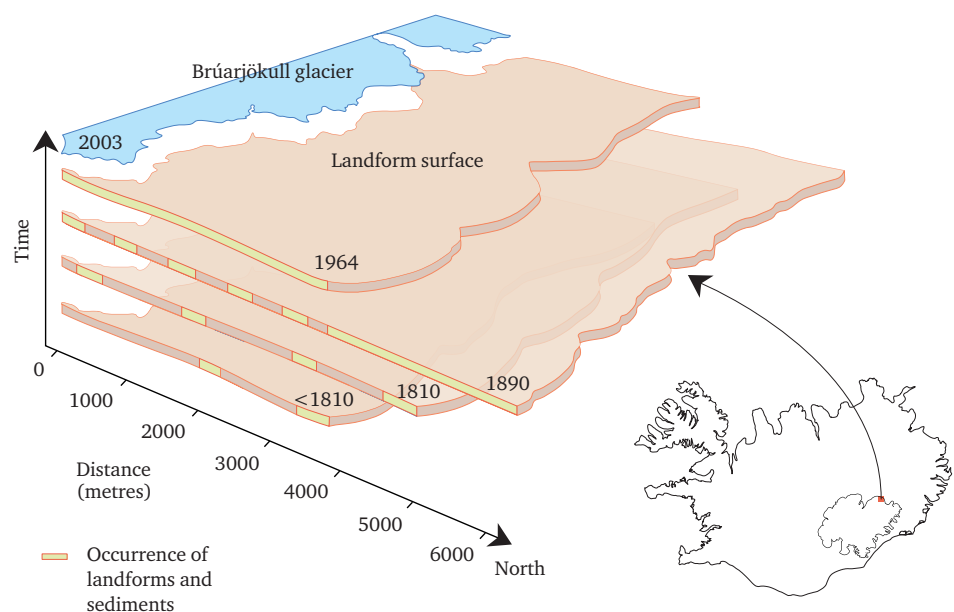 Brúarjökull glacier
2003
Landform surface
Time
1964
1890
1810
<1810
0
1000
2000
3000
4000
5000
6000
Distance
(metres)
North
Occurrence of
landforms and
sediments